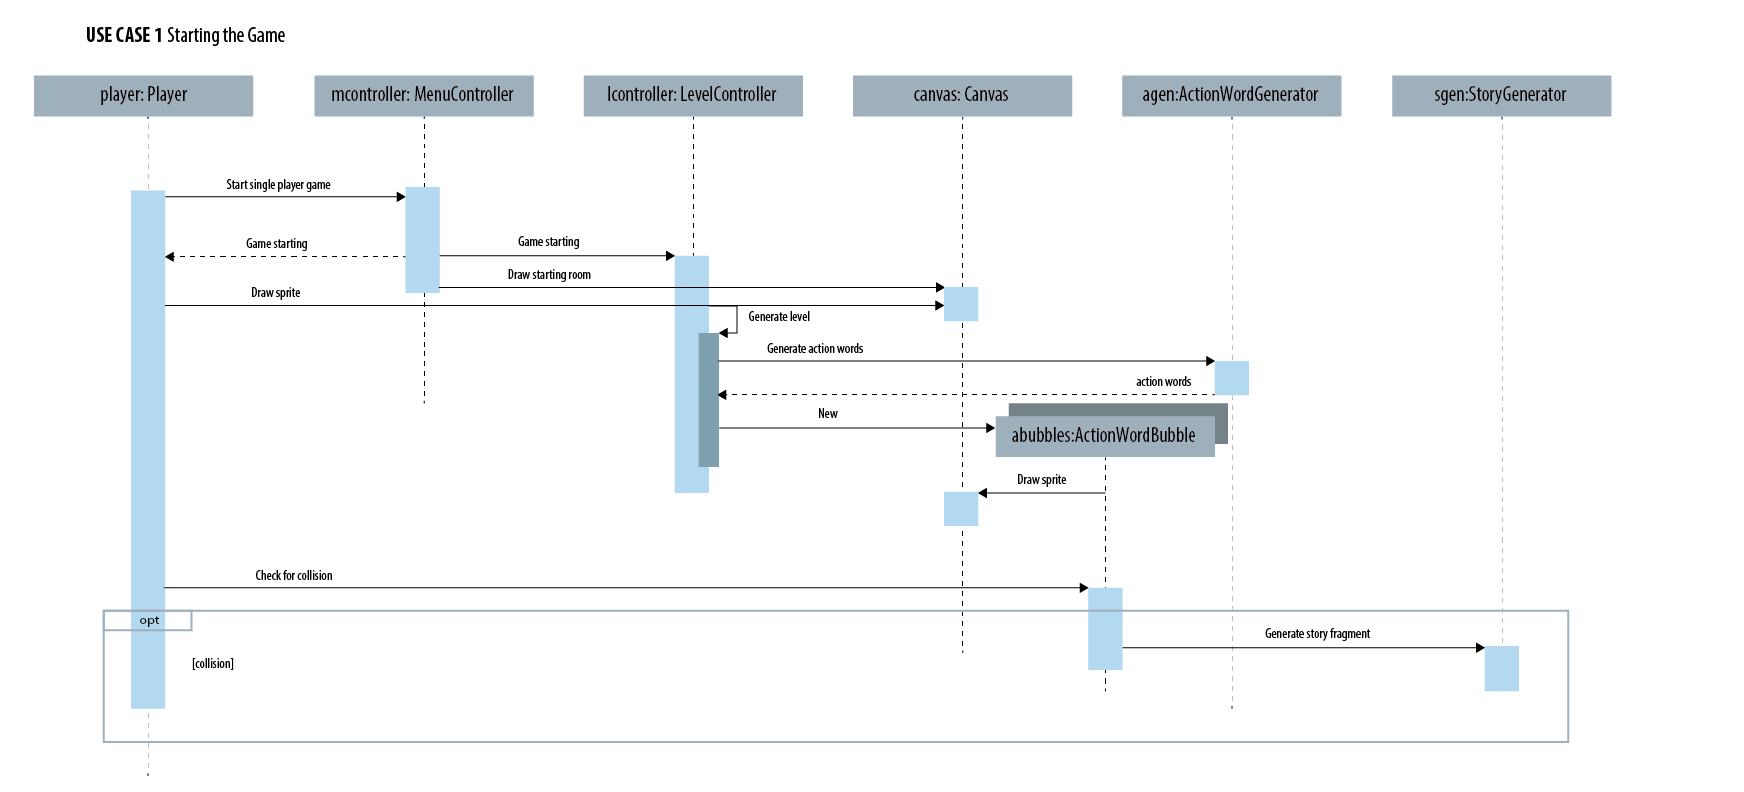 USE CASE 1 Starting the Game
player: Player
mcontroller: MenuController
lcontroller: LevelController
canvas: Canvas
agen:ActionWordGenerator
sgen:StoryGenerator
Start single player game
Game starting
Game starting
Draw starting room
Draw sprite
Generate level
Generate action words
action words
New
abubbles:ActionWordBubble
Draw sprite
Check for collision
opt
Generate story fragment
[collision]